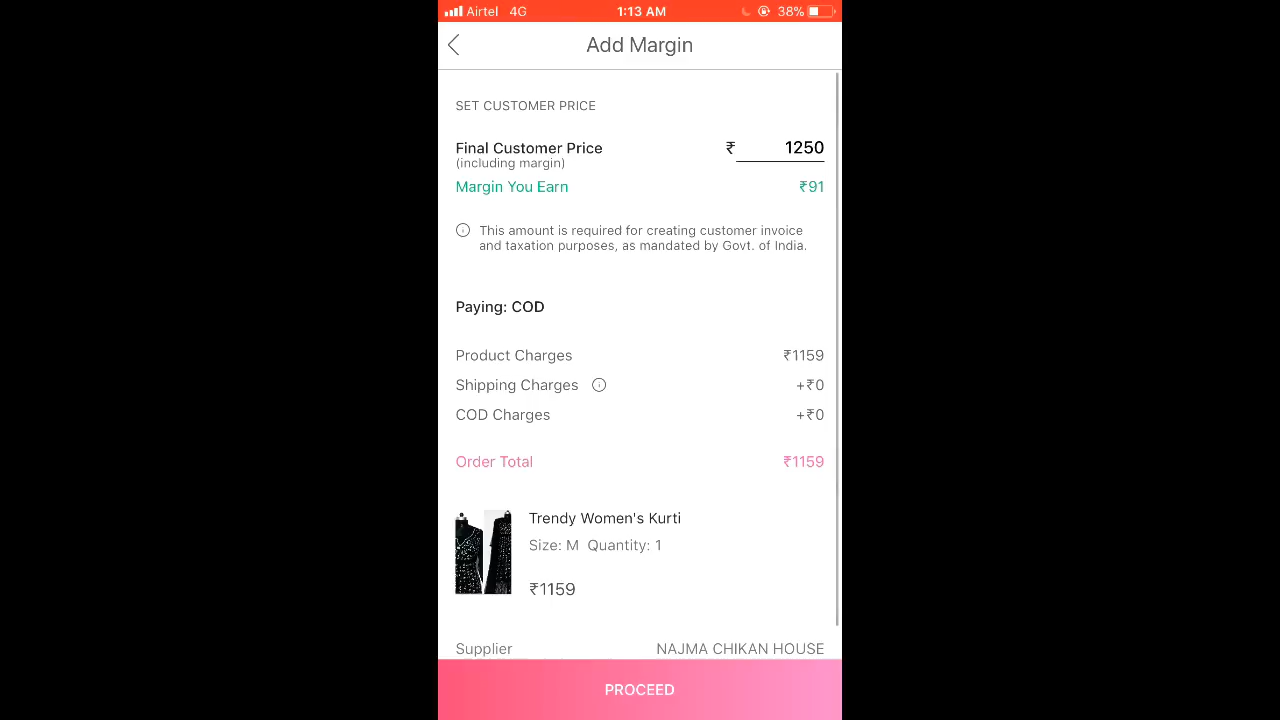 Airtel 4G 1:13 AM 38%
Add Margin
SET CUSTOMER PRICE
Final Customer Price ₹ 1250
(including margin)
Margin You Earn ₹91
This amount is required for creating customer invoice
and taxation purposes, as mandated by Govt. of India.
Paying: COD
Product Charges ₹1159
Shipping Charges +₹0
COD Charges +₹0
Order Total ₹1159
Trendy Women's Kurti
Size: M Quantity: 1
₹1159
Supplier NAJMA CHIKAN HOUSE
PROCEED